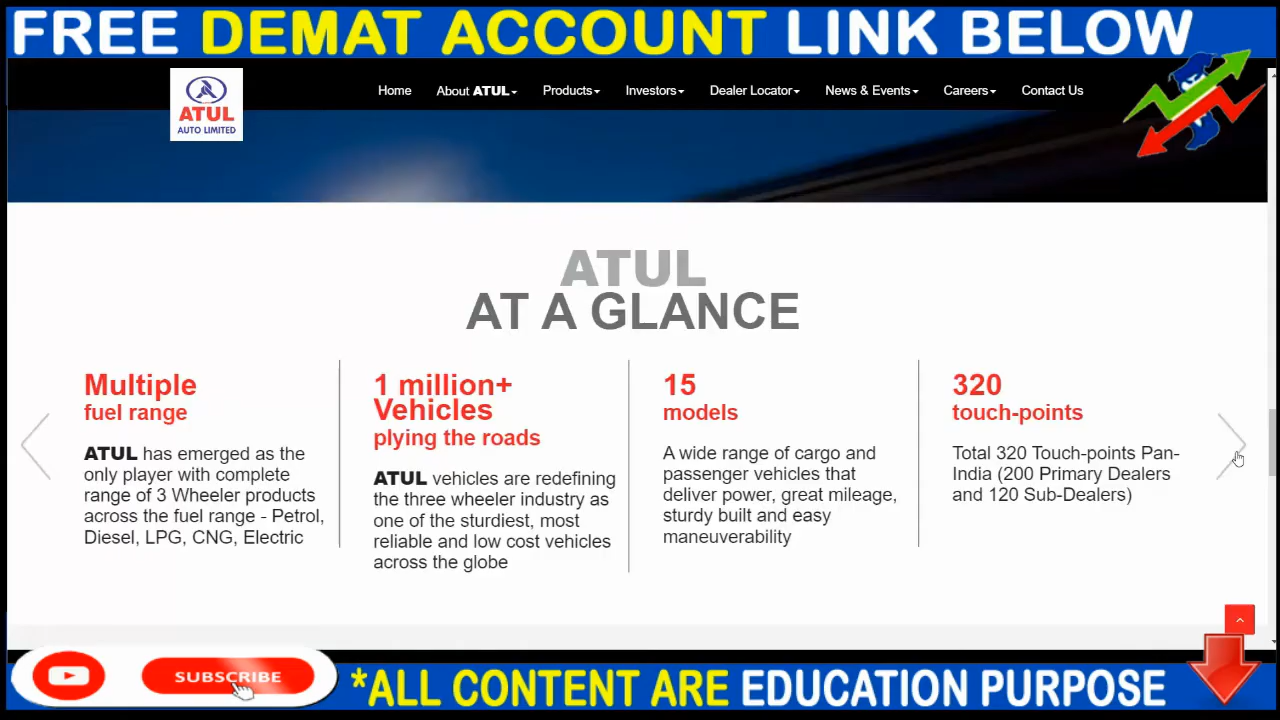 FREE DEMAT ACCOUNT LINK BELOW
ATUL
AUTO LIMITED
Home About ATUL Products Investors Dealer Locator News & Events Careers Contact Us
ATUL
AT A GLANCE
Multiple
fuel range
ATUL has emerged as the
only player with complete
range of 3 Wheeler products
across the fuel range - Petrol,
Diesel, LPG, CNG, Electric
1 million+
Vehicles
plying the roads
ATUL vehicles are redefining
the three wheeler industry as
one of the sturdiest, most
reliable and low cost vehicles
across the globe
15
models
A wide range of cargo and
passenger vehicles that
deliver power, great mileage,
sturdy built and easy
maneuverability
320
touch-points
Total 320 Touch-points Pan-
India (200 Primary Dealers
and 120 Sub-Dealers)
SUBSCRIBE
*ALL CONTENT ARE EDUCATION PURPOSE